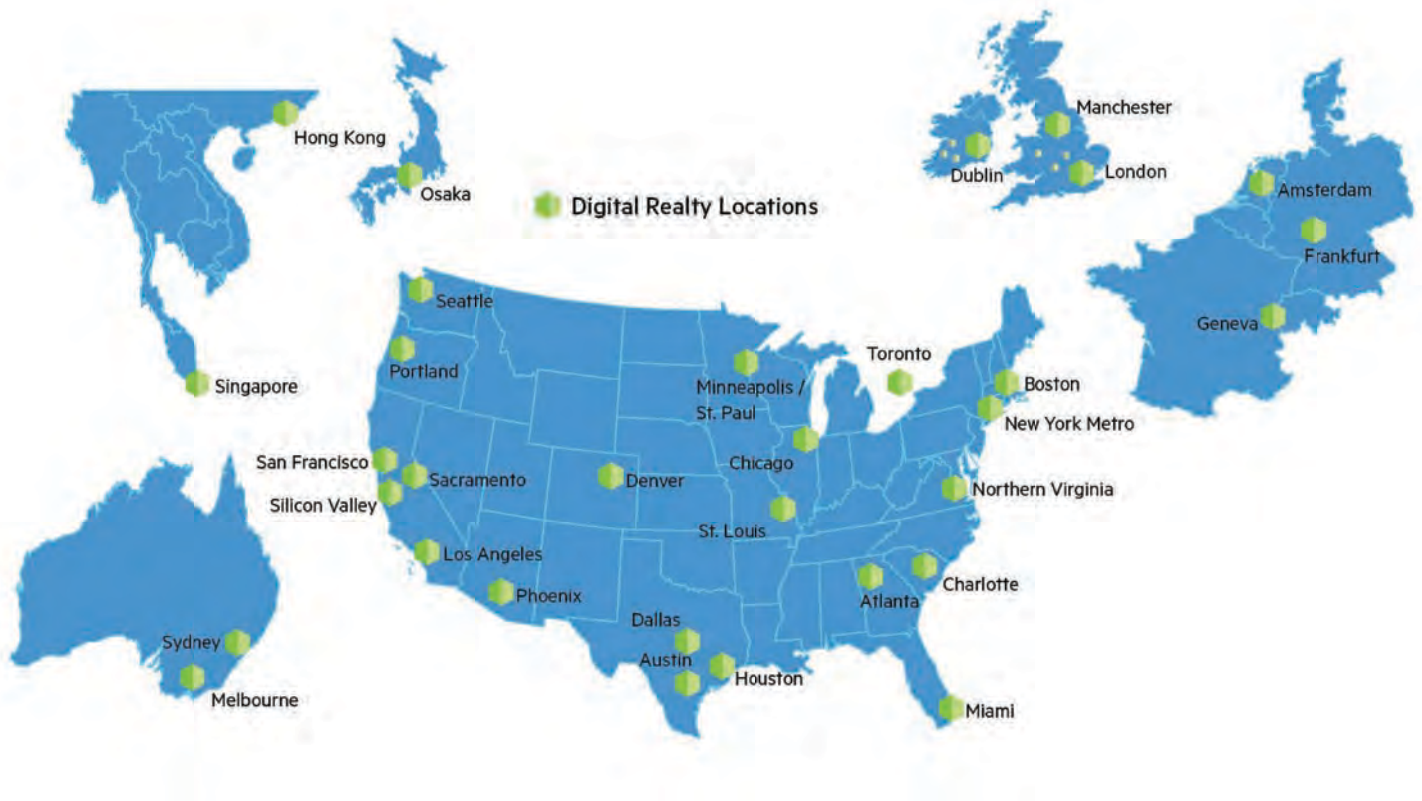 Hong Kong
Osaka
Digital Realty Locations
Manchester
Dublin
London
Amsterdam
Frankfurt
Geneva
Seattle
Portland
Singapore
Minneapolis /
St. Paul
Toronto
Boston
New York Metro
San Francisco
Sacramento
Silicon Valley
Denver
Chicago
St. Louis
Northern Virginia
Los Angeles
Phoenix
Charlotte
Atlanta
Dallas
Austin
Houston
Miami
Sydney
Melbourne